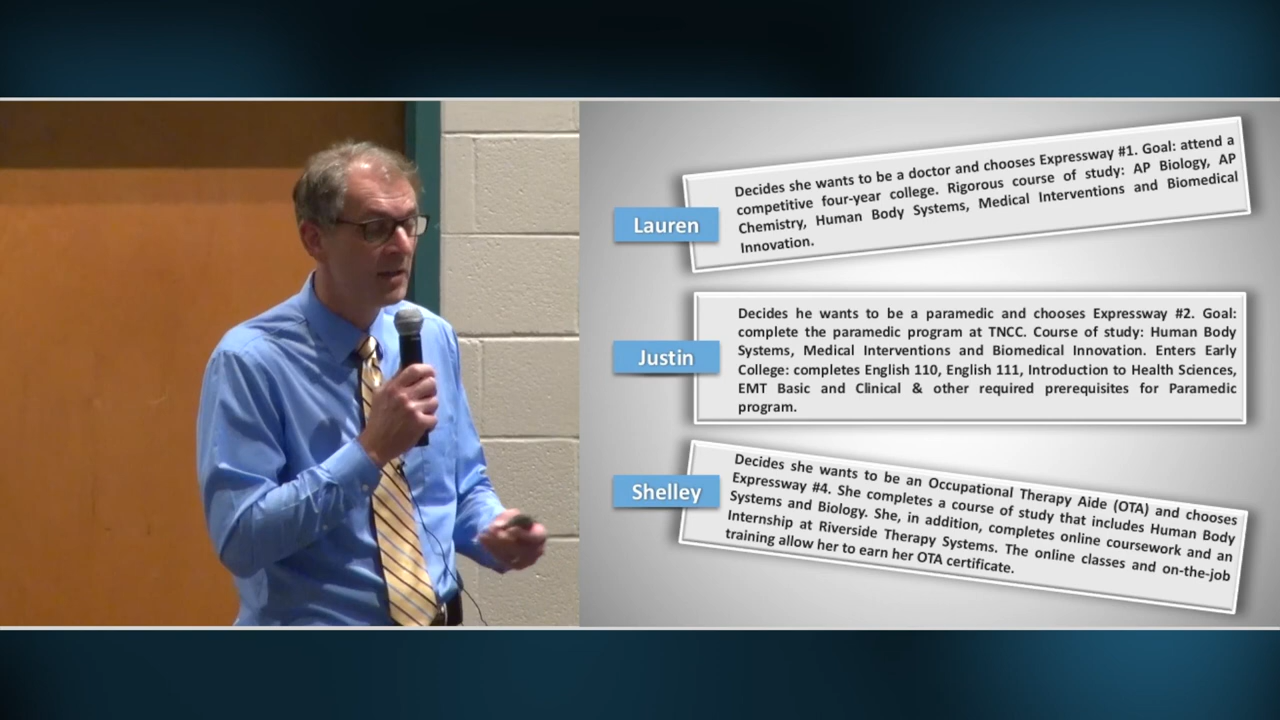 Lauren
Decides she wants to be a doctor and chooses Expressway #1. Goal: attend a
competitive four-year college. Rigorous course of study: AP Biology, AP
Chemistry, Human Body Systems, Medical Interventions and Biomedical
Innovation.
Justin
Decides he wants to be a paramedic and chooses Expressway #2. Goal:
complete the paramedic program at TNCC. Course of study: Human Body
Systems, Medical Interventions and Biomedical Innovation. Enters Early
College: completes English 110, English 111, Introduction to Health Sciences,
EMT Basic and Clinical & other required prerequisites for Paramedic
program.
Shelley
Decides she wants to be an Occupational Therapy Aide (OTA) and chooses
Expressway #4. She completes a course of study that includes Human Body
Systems and Biology. She, in addition, completes online coursework and an
Internship at Riverside Therapy Systems. The online classes and on-the-job
training allow her to earn her OTA certificate.